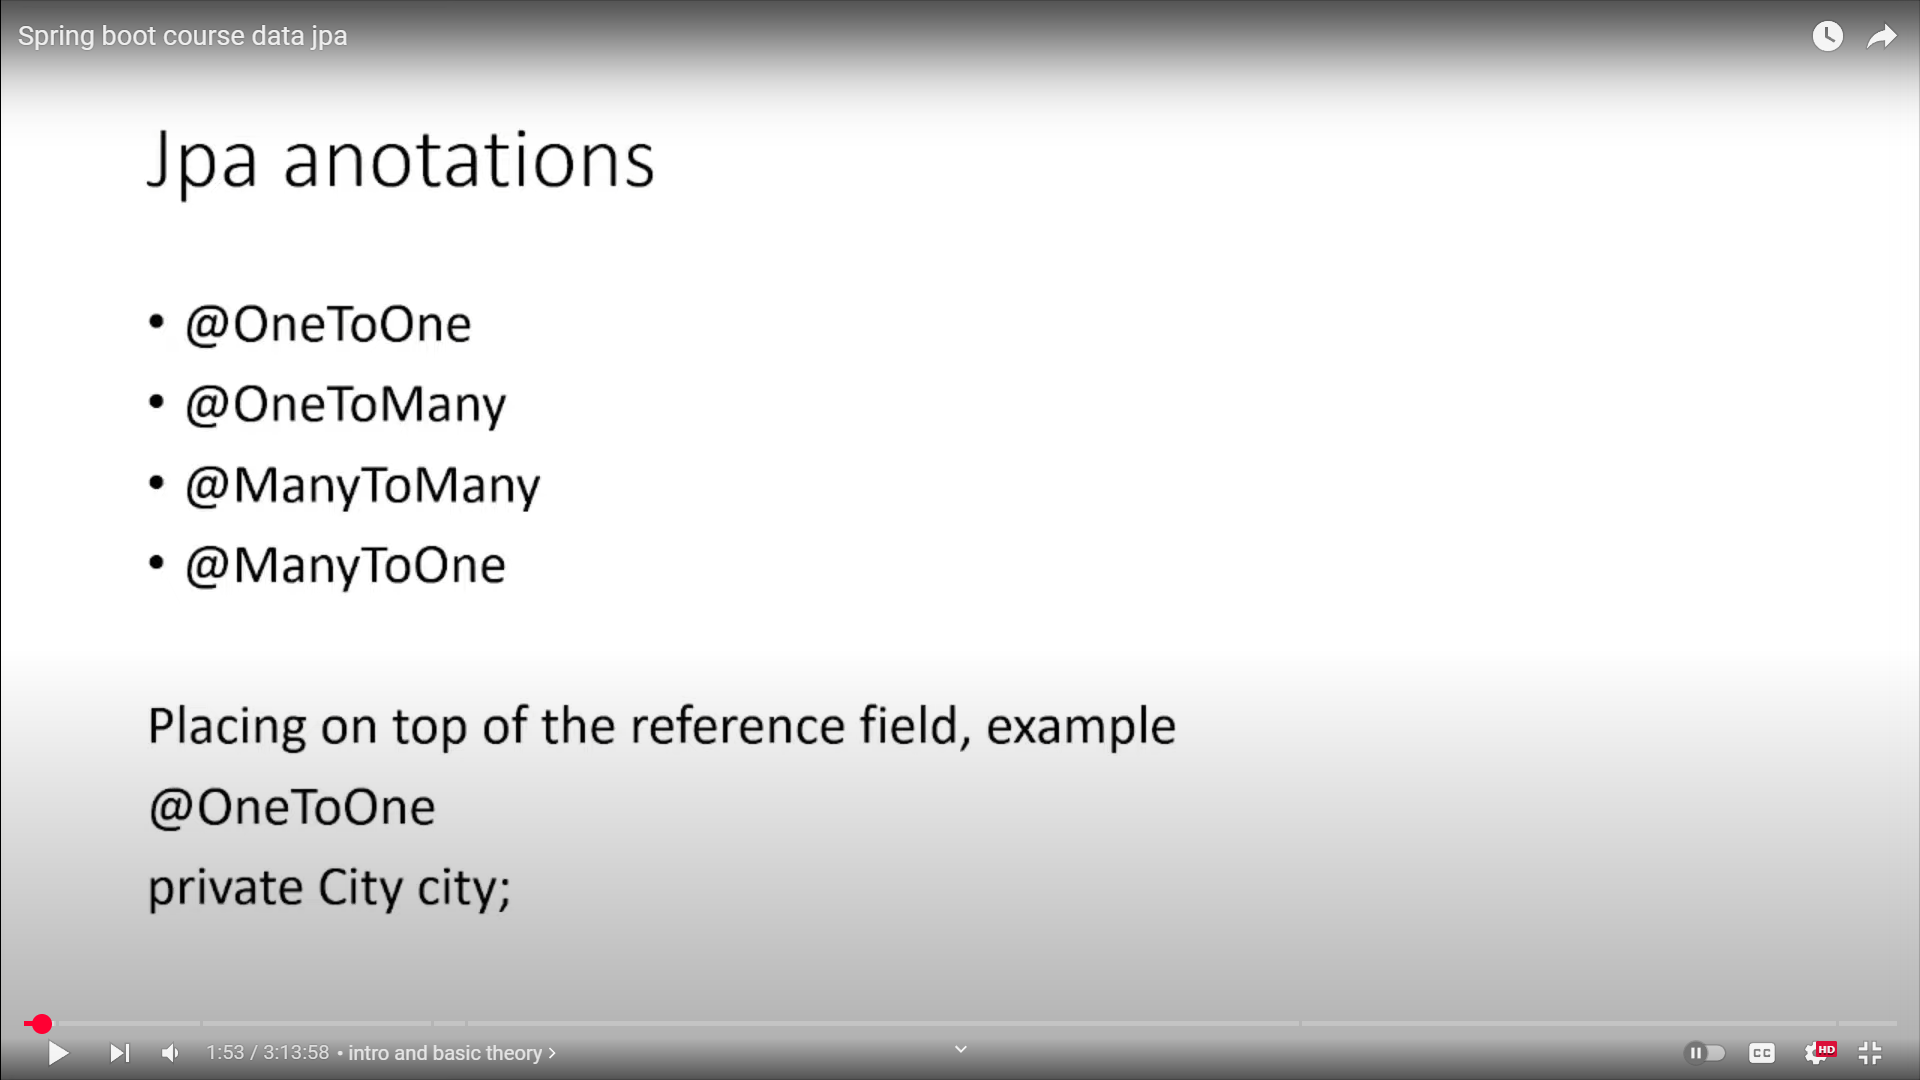 Spring boot course data jpa
Jpa anotations
• @OneToOne
• @OneToMany
• @ManyToMany
• @ManyToOne
Placing on top of the reference field, example
@OneToOne
private City city;
1:53 / 3:13:58 • intro and basic theory
CC
HD